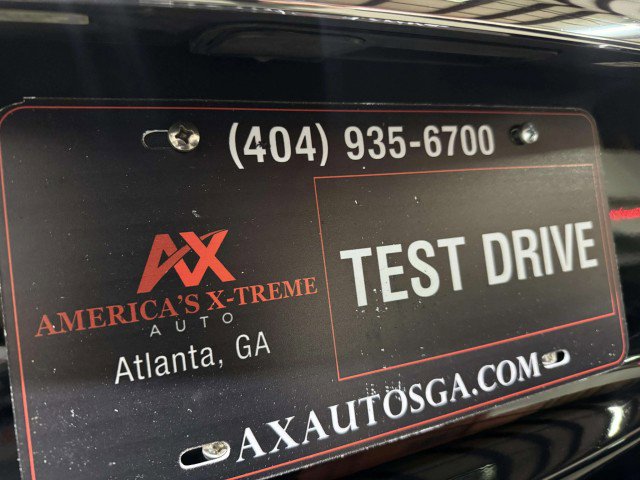 (404) 935-6700
AX
AMERICA'S X-TREME
AUTO
Atlanta, GA
TEST DRIVE
AXAUTOSGA.COM